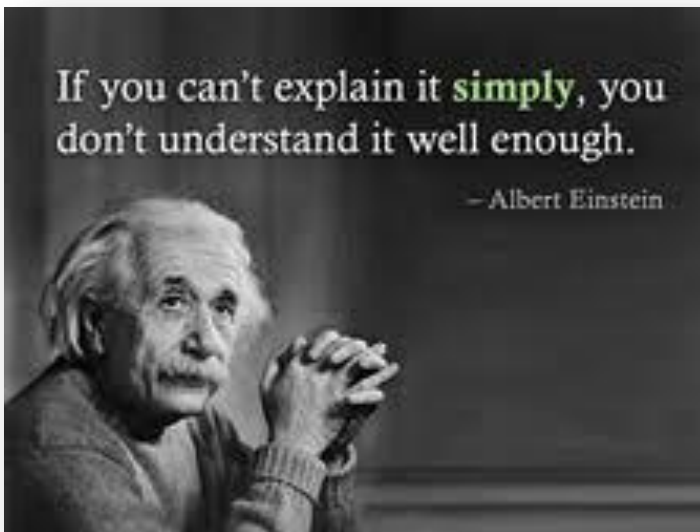 If you can't explain it simply, you
don't understand it well enough.
– Albert Einstein